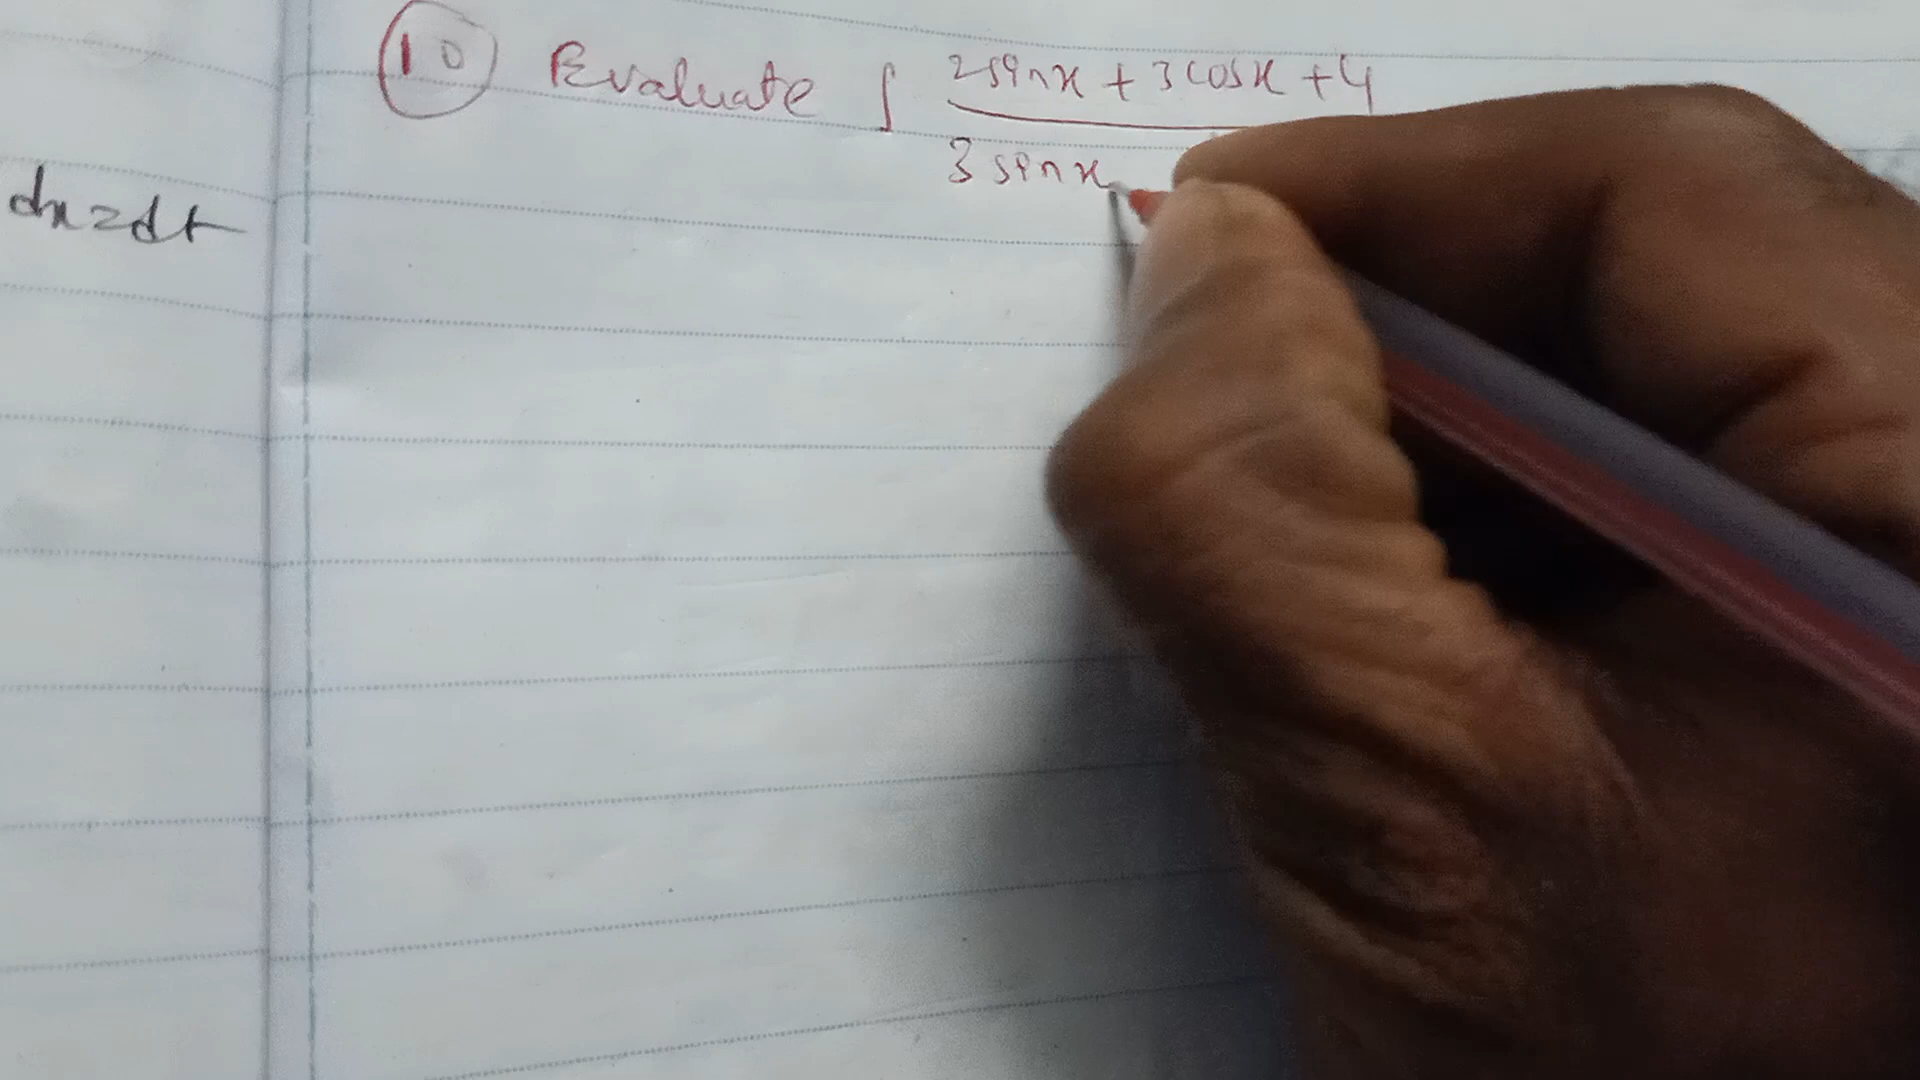 10 Evaluate ∫ 2sinx + 3cosx + 4
3 sinx
dx=dt